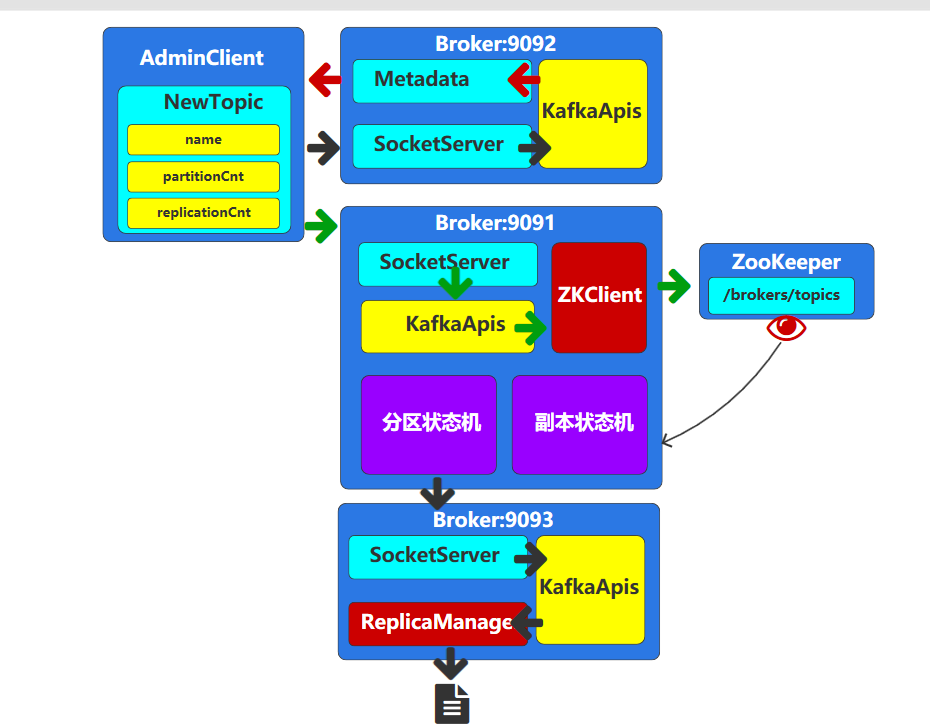 AdminClient
NewTopic
name
partitionCnt
replicationCnt
Broker:9092
Metadata
KafkaApis
SocketServer
Broker:9091
SocketServer
ZKClient
KafkaApis
分区状态机
副本状态机
ZooKeeper
/brokers/topics
Broker:9093
SocketServer
KafkaApis
ReplicaManage